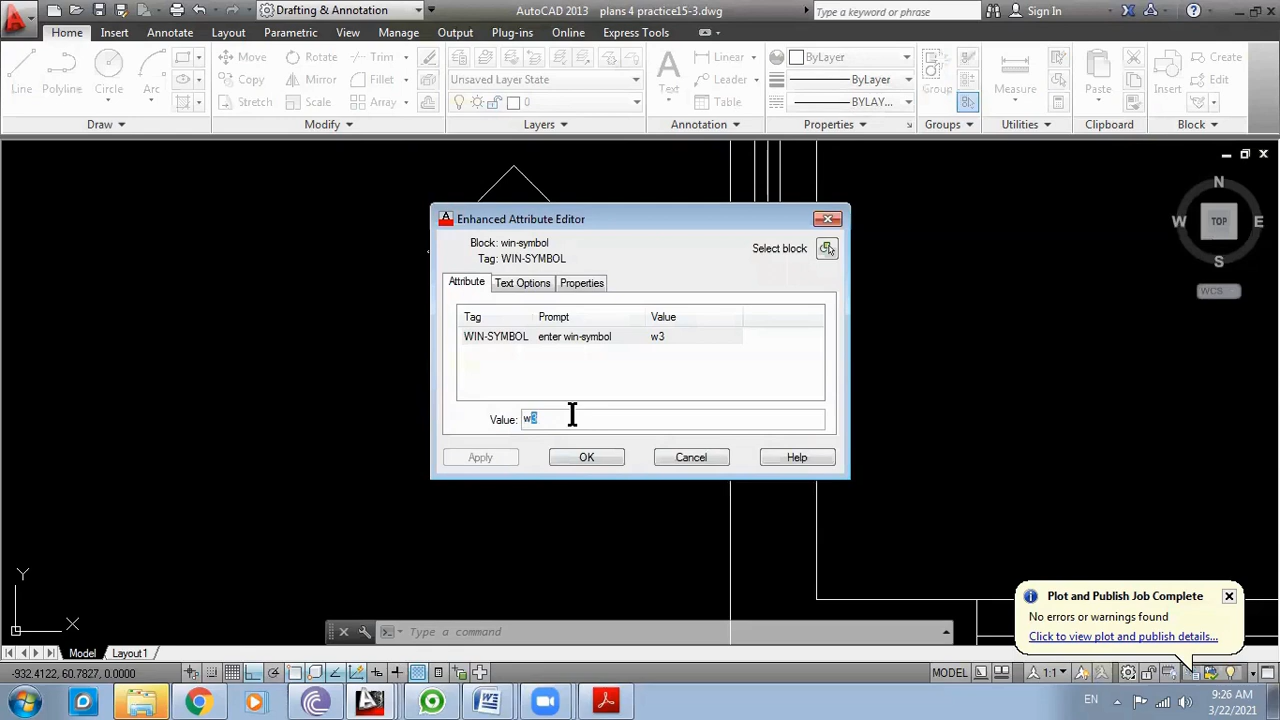 Drafting & Annotation
AutoCAD 2013 plans 4 practice15-3.dwg
Type a keyword or phrase
Sign In
Home Insert Annotate Layout Parametric View Manage Output Plug-ins Online Express Tools
Line
Polyline
Circle
Arc
Move
Copy
Stretch
Rotate
Mirror
Scale
Trim
Fillet
Array
Unsaved Layer State
0
Text
Linear
Leader
Table
ByLayer
ByLayer
BYLAY...
Group
Measure
Paste
Insert
Create
Edit
Draw Modify Layers Annotation Properties Groups Utilities Clipboard Block
N
W TOP E
S
WCS
Enhanced Attribute Editor
Block: win-symbol
Tag: WIN-SYMBOL
Select block
Attribute Text Options Properties
Tag Prompt Value
WIN-SYMBOL enter win-symbol w3
Value: w3
Apply OK Cancel Help
Y
X
Plot and Publish Job Complete
No errors or warnings found
Click to view plot and publish details...
Type a command
Model Layout1
-932.4122, 60.7827, 0.0000
MODEL
1:1
EN
9:26 AM
3/22/2021